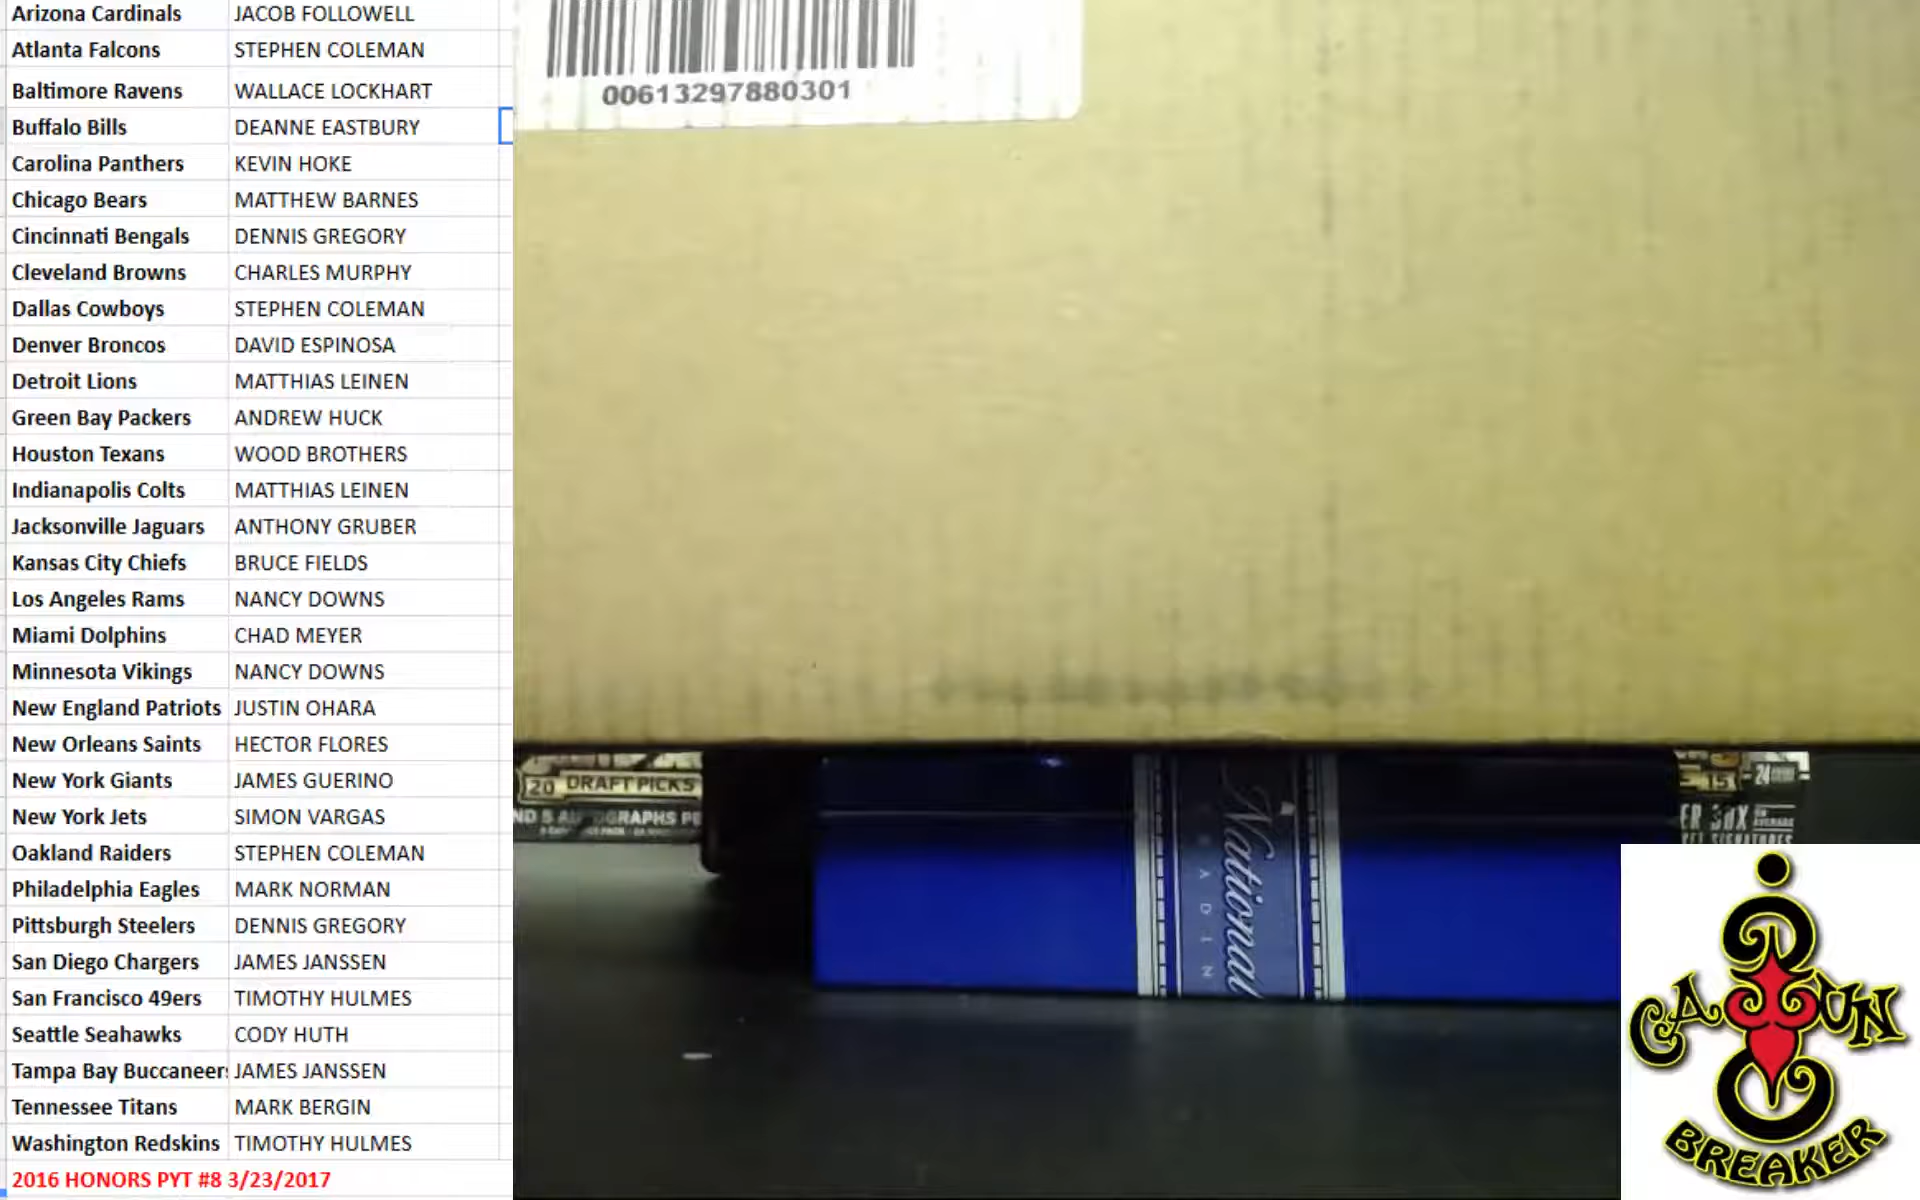 Arizona Cardinals JACOB FOLLOWELL
Atlanta Falcons STEPHEN COLEMAN
Baltimore Ravens WALLACE LOCKHART
Buffalo Bills DEANNE EASTBURY
Carolina Panthers KEVIN HOKE
Chicago Bears MATTHEW BARNES
Cincinnati Bengals DENNIS GREGORY
Cleveland Browns CHARLES MURPHY
Dallas Cowboys STEPHEN COLEMAN
Denver Broncos DAVID ESPINOSA
Detroit Lions MATTHIAS LEINEN
Green Bay Packers ANDREW HUCK
Houston Texans WOOD BROTHERS
Indianapolis Colts MATTHIAS LEINEN
Jacksonville Jaguars ANTHONY GRUBER
Kansas City Chiefs BRUCE FIELDS
Los Angeles Rams NANCY DOWNS
Miami Dolphins CHAD MEYER
Minnesota Vikings NANCY DOWNS
New England Patriots JUSTIN OHARA
New Orleans Saints HECTOR FLORES
New York Giants JAMES GUERINO
New York Jets SIMON VARGAS
Oakland Raiders STEPHEN COLEMAN
Philadelphia Eagles MARK NORMAN
Pittsburgh Steelers DENNIS GREGORY
San Diego Chargers JAMES JANSSEN
San Francisco 49ers TIMOTHY HULMES
Seattle Seahawks CODY HUTH
Tampa Bay Buccaneers JAMES JANSSEN
Tennessee Titans MARK BERGIN
Washington Redskins TIMOTHY HULMES
2016 HONORS PYT #8 3/23/2017
00613297880301
20 DRAFT PICKS
National
15
24
CAJUN
BREAKER